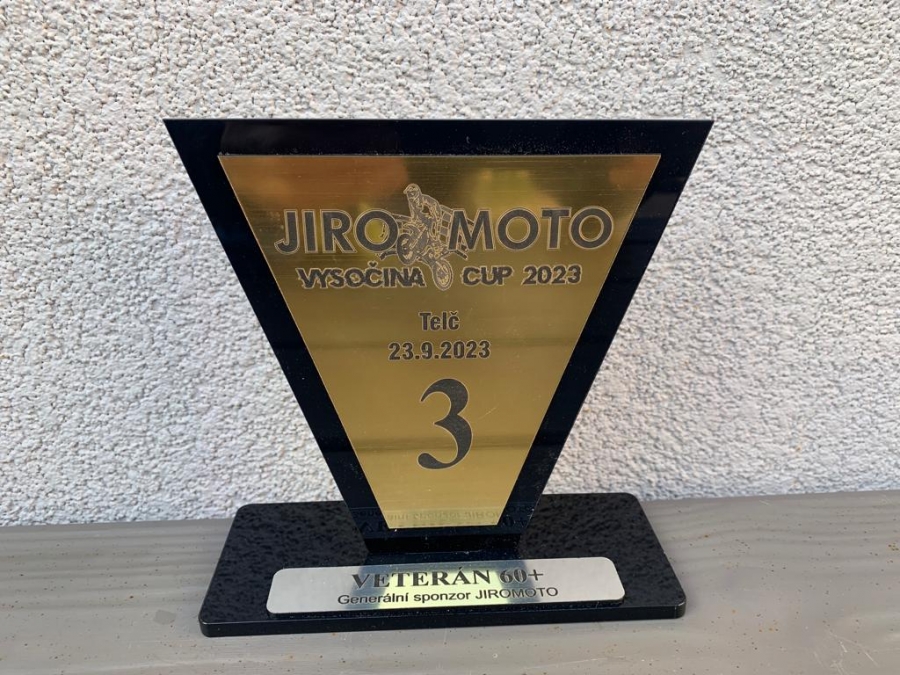 JIRO MOTO
VYSOČINA CUP 2023
Telč
23.9.2023
3
VETERÁN 60+
Generální sponzor JIROMOTO